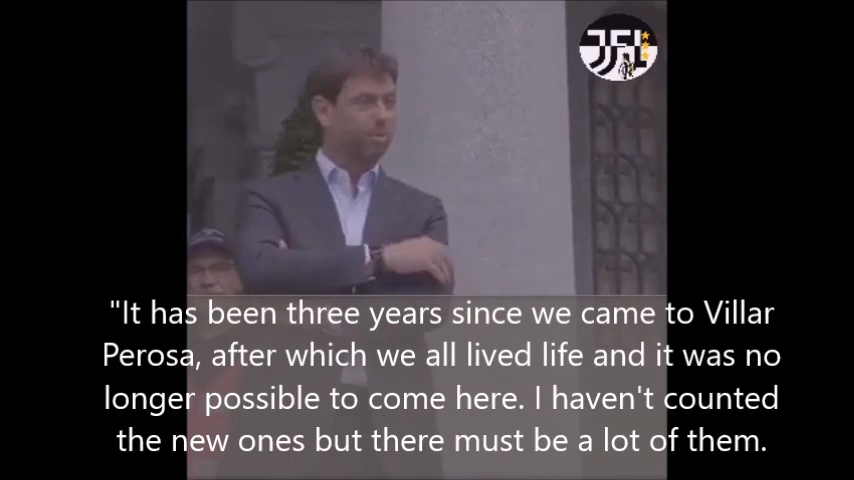 JFL
"It has been three years since we came to Villar
Perosa, after which we all lived life and it was no
longer possible to come here. I haven't counted
the new ones but there must be a lot of them.